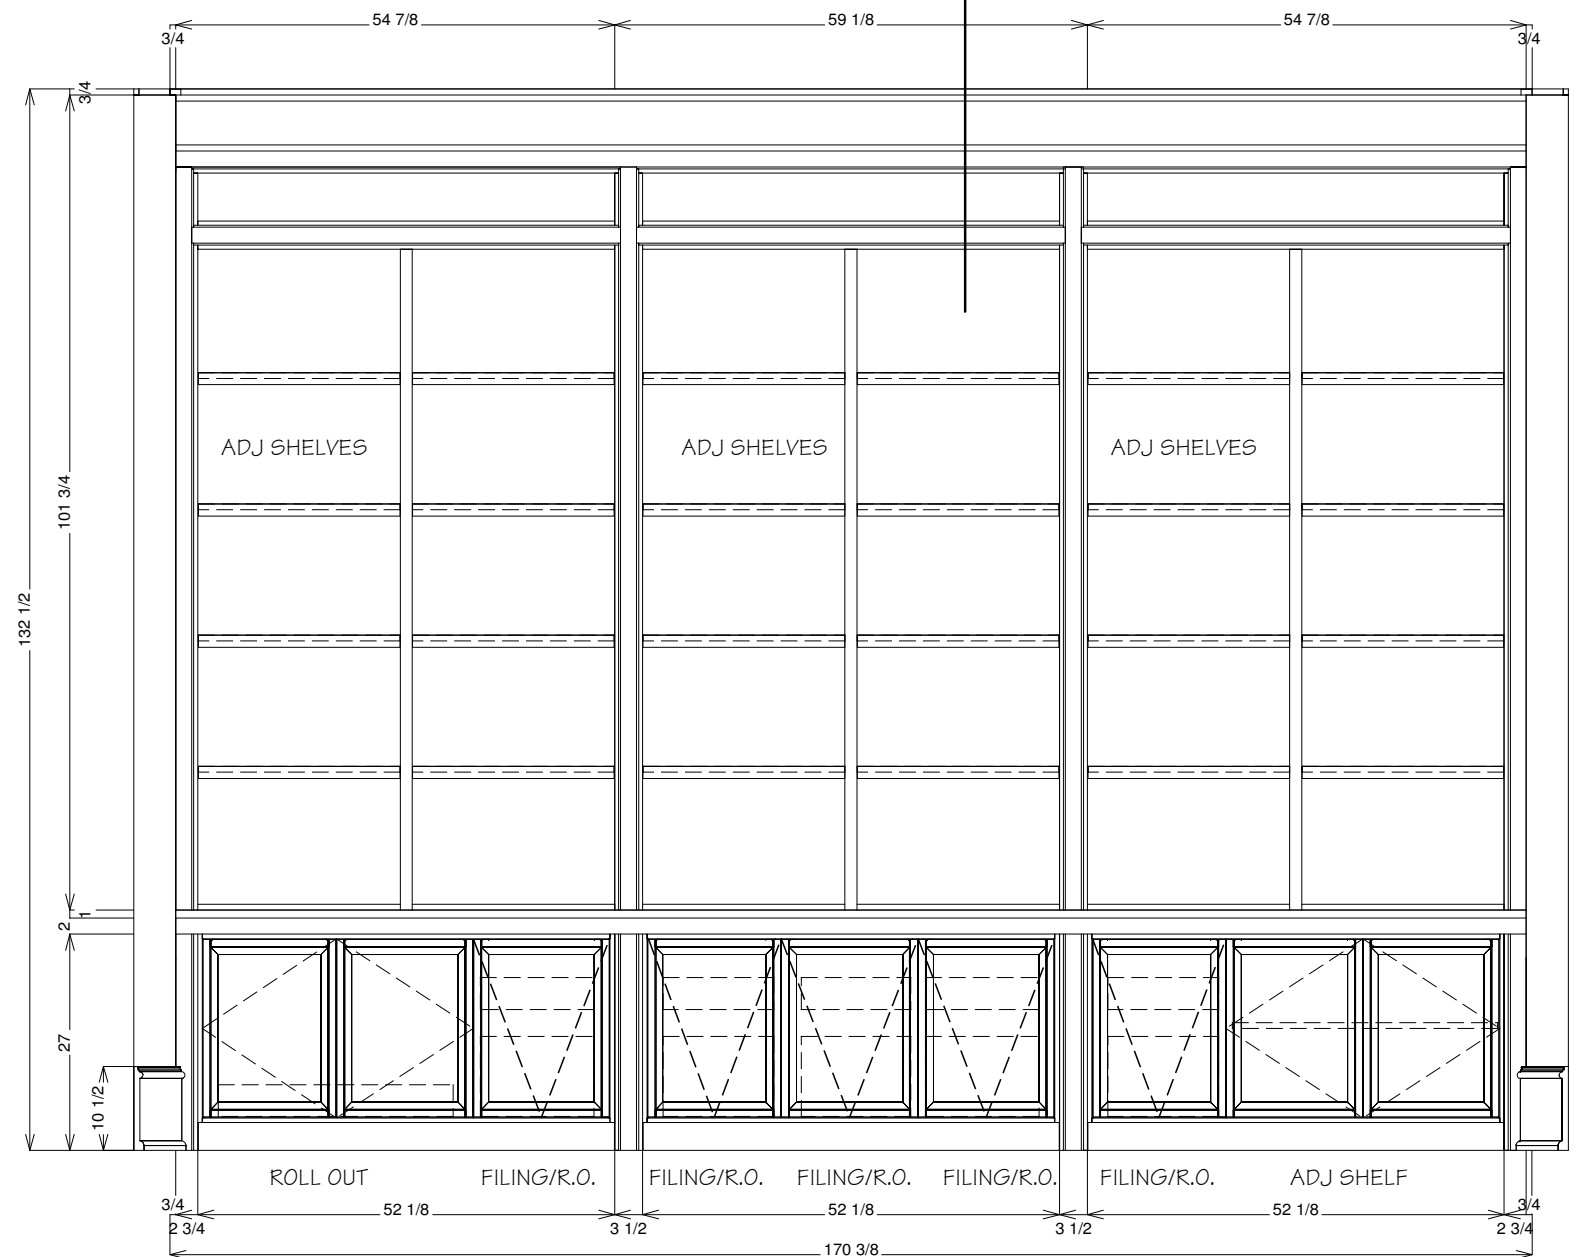 54 7/8 59 1/8 54 7/8
3/4 3/4
3/4
ADJ SHELVES ADJ SHELVES ADJ SHELVES
101 3/4
132 1/2
1
2
27
10 1/2
ROLL OUT FILING/R.O. FILING/R.O. FILING/R.O. FILING/R.O. FILING/R.O. ADJ SHELF
3/4 3/4
52 1/8 52 1/8 52 1/8
2 3/4 3 1/2 3 1/2 2 3/4
170 3/8